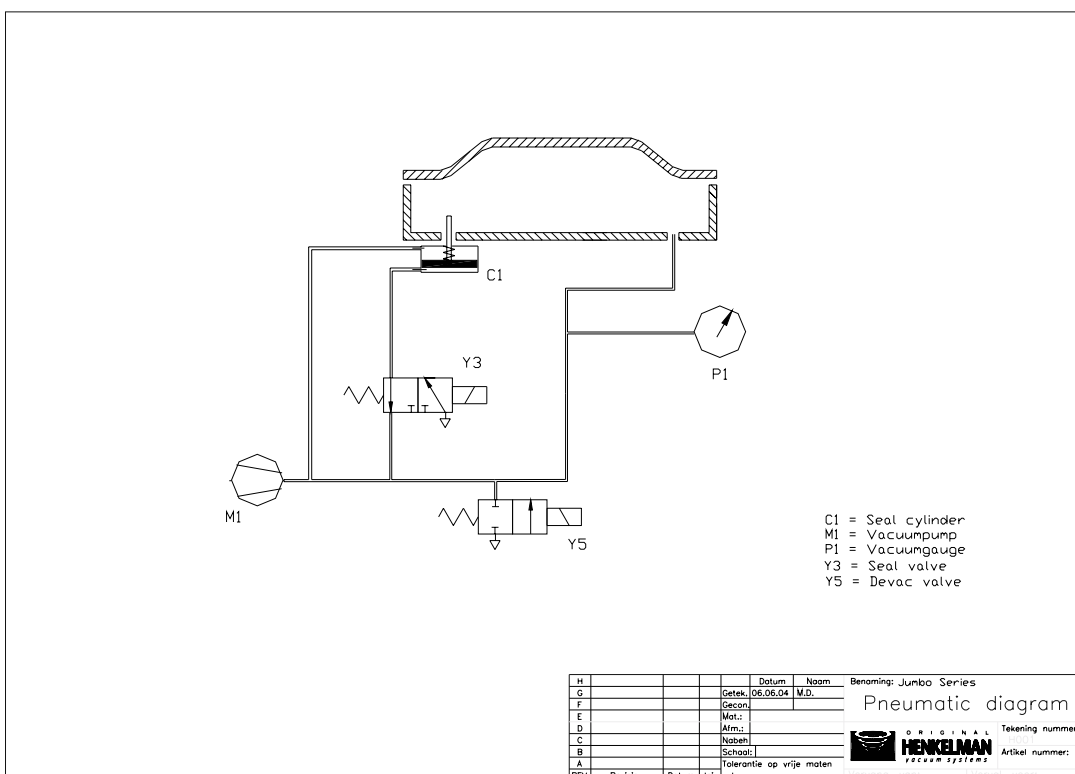 C1
Y3
P1
M1
Y5
C1 = Seal cylinder
M1 = Vacuumpump
P1 = Vacuumgauge
Y3 = Seal valve
Y5 = Devac valve
H Datum Naam
G Getek. 06.06.04 M.D.
F Gecon.
E Mat.:
D Afm.:
C Nabeh
B Schaal:
A Tolerantie op vrije maten
Benaming: Jumbo Series
Pneumatic diagram
ORIGINAL
HENKELMAN
vacuum systems
Tekening nummer
Artikel nummer: